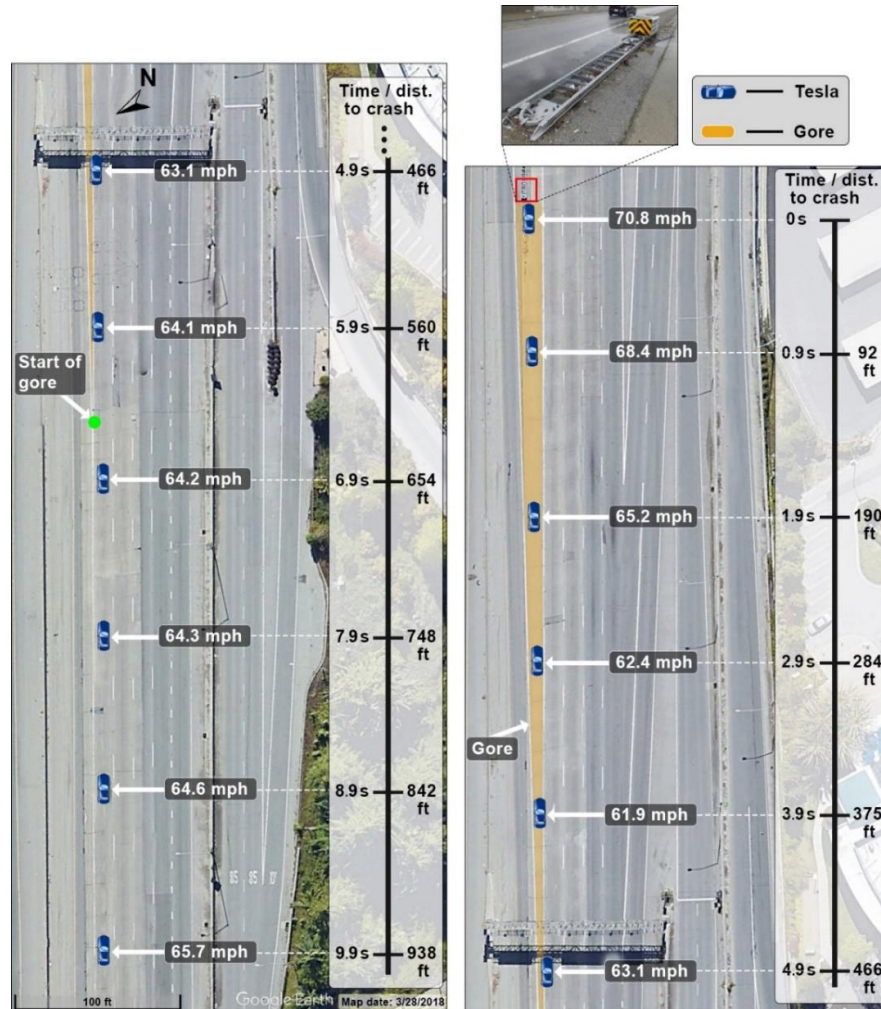 N
Time / dist.
to crash
63.1 mph
4.9s
466
ft
64.1 mph
5.9s
560
ft
Start of
gore
64.2 mph
6.9s
654
ft
64.3 mph
7.9s
748
ft
64.6 mph
8.9s
842
ft
85 85
65.7 mph
9.9s
938
ft
100 ft
Google Earth
Map date: 3/28/2018
Tesla
Gore
Time / dist.
to crash
70.8 mph
0s
68.4 mph
0.9s
92
ft
65.2 mph
1.9s
190
ft
62.4 mph
2.9s
284
ft
Gore
61.9 mph
3.9s
375
ft
63.1 mph
4.9s
466
ft